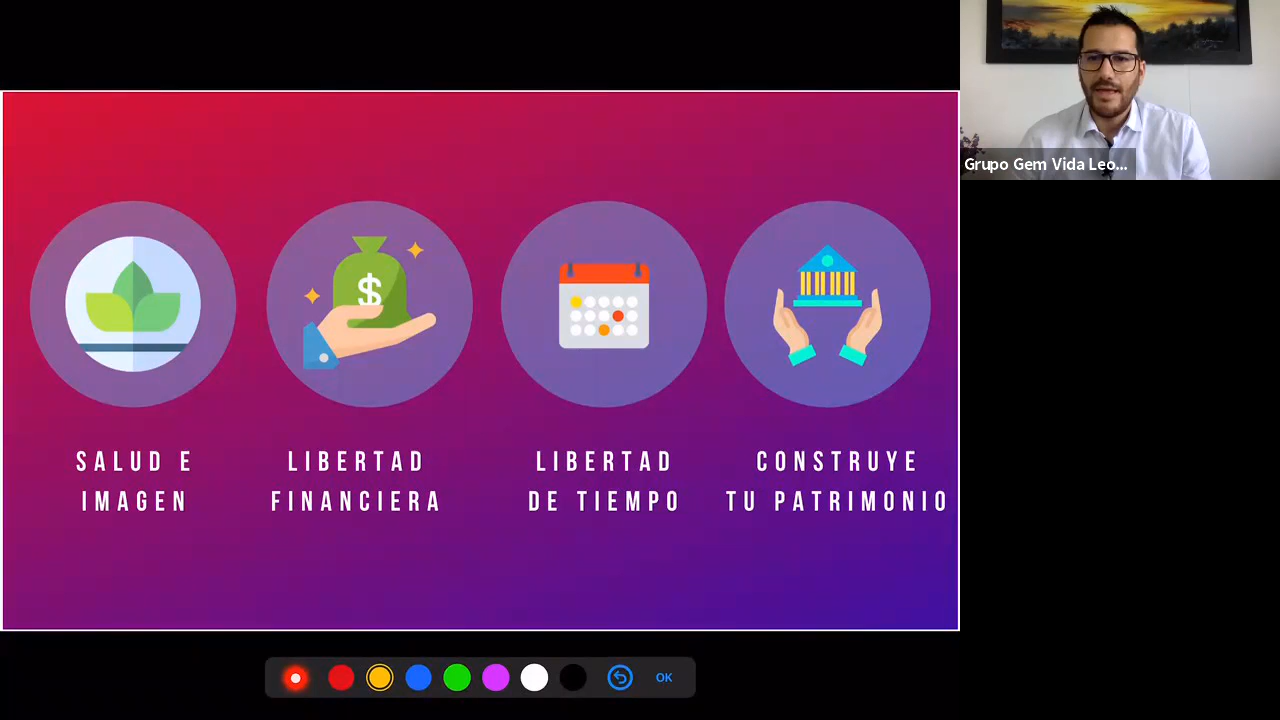 SALUD E
IMAGEN
LIBERTAD
FINANCIERA
LIBERTAD
DE TIEMPO
CONSTRUYE
TU PATRIMONIO
$
Grupo Gem Vida Leo...
OK